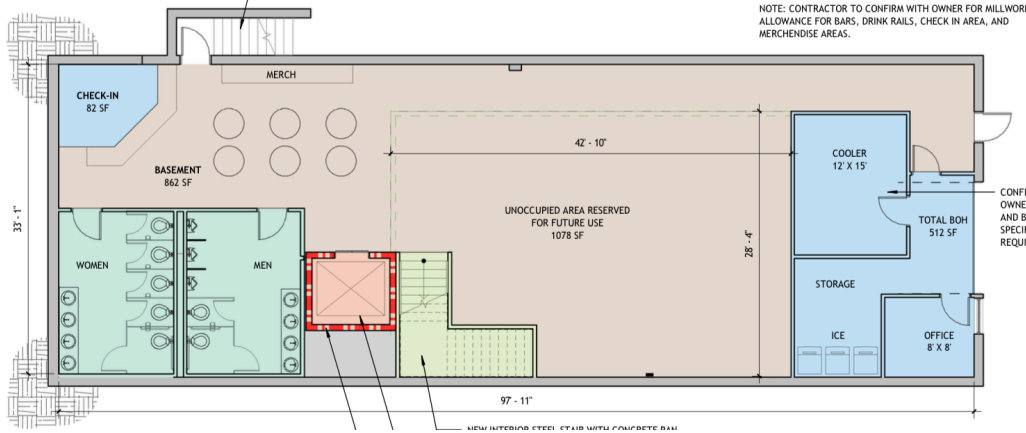 NOTE: CONTRACTOR TO CONFIRM WITH OWNER FOR MILLWORK
ALLOWANCE FOR BARS, DRINK RAILS, CHECK IN AREA, AND
MERCHENDISE AREAS.
MERCH
CHECK-IN
82 SF
BASEMENT
862 SF
42' - 10"
COOLER
12' X 15'
CONFI
OWNE
AND B
SPECIF
REQUI
TOTAL BOH
512 SF
UNOCCUPIED AREA RESERVED
FOR FUTURE USE
1078 SF
33' - 1"
28' - 4"
WOMEN
MEN
STORAGE
ICE
OFFICE
8' X 8'
97' - 11"
NEW INTERIOR STEEL STAIR WITH CONCRETE PAN